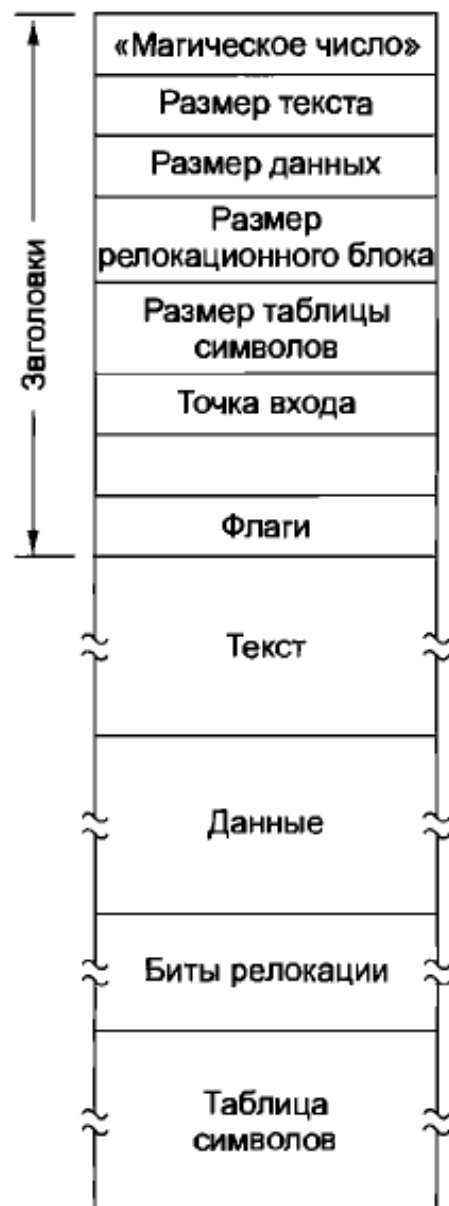 Заголовки
«Магическое число»
Размер текста
Размер данных
Размер
релокационного блока
Размер таблицы
символов
Точка входа
Флаги
Текст
Данные
Биты релокации
Таблица
символов